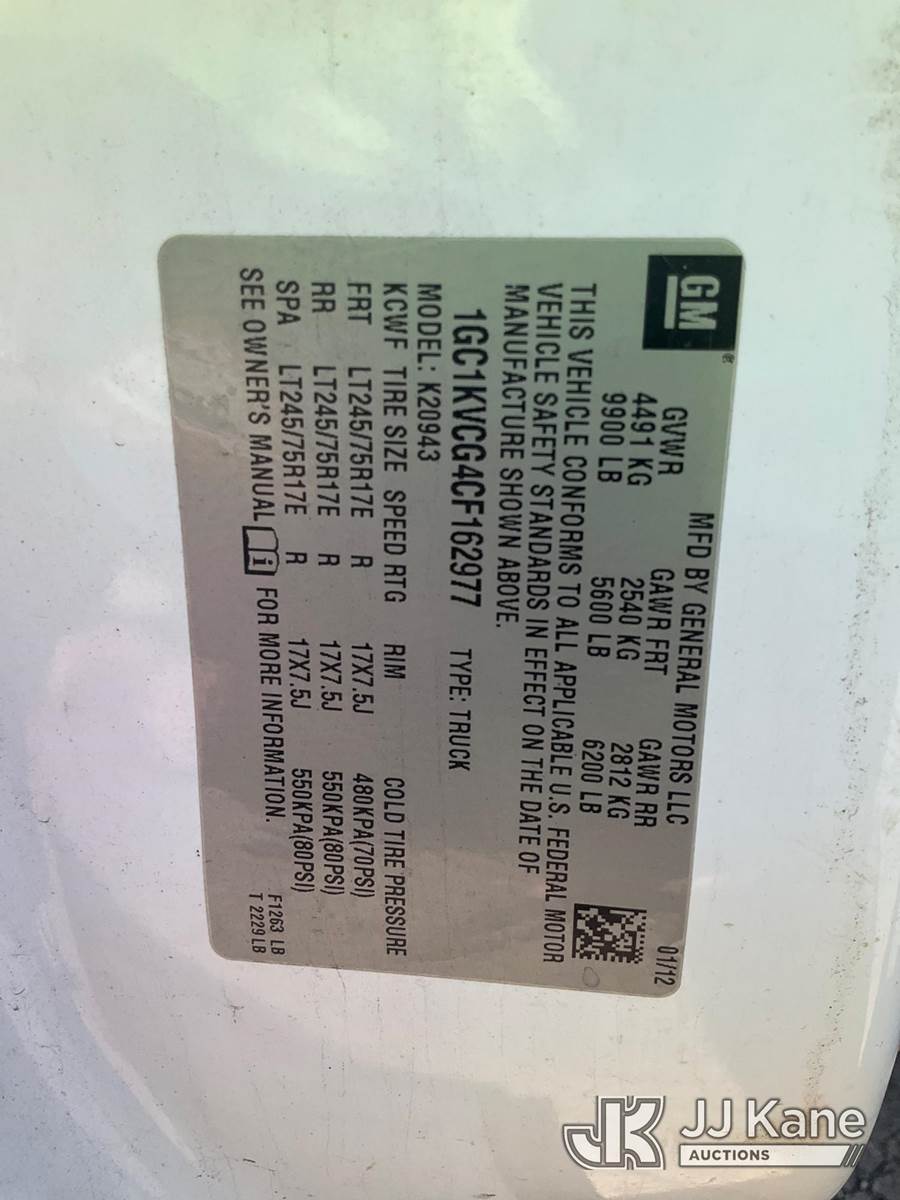 GM
MFD BY GENERAL MOTORS LLC 01/12
GVWR GAWR FRT GAWR RR
4491 KG 2540 KG 2812 KG
9900 LB 5600 LB 6200 LB
THIS VEHICLE CONFORMS TO ALL APPLICABLE U.S. FEDERAL MOTOR
VEHICLE SAFETY STANDARDS IN EFFECT ON THE DATE OF
MANUFACTURE SHOWN ABOVE.
1GC1KVCG4CF162977 TYPE: TRUCK
MODEL: K20943
KCWF TIRE SIZE SPEED RTG RIM COLD TIRE PRESSURE
FRT LT245/75R17E R 17X7.5J 480KPA(70PSI)
RR LT245/75R17E R 17X7.5J 550KPA(80PSI)
SPA LT245/75R17E R 17X7.5J 550KPA(80PSI)
SEE OWNER'S MANUAL i FOR MORE INFORMATION.
F1263 LB
T 2229 LB
JK JJ Kane
AUCTIONS